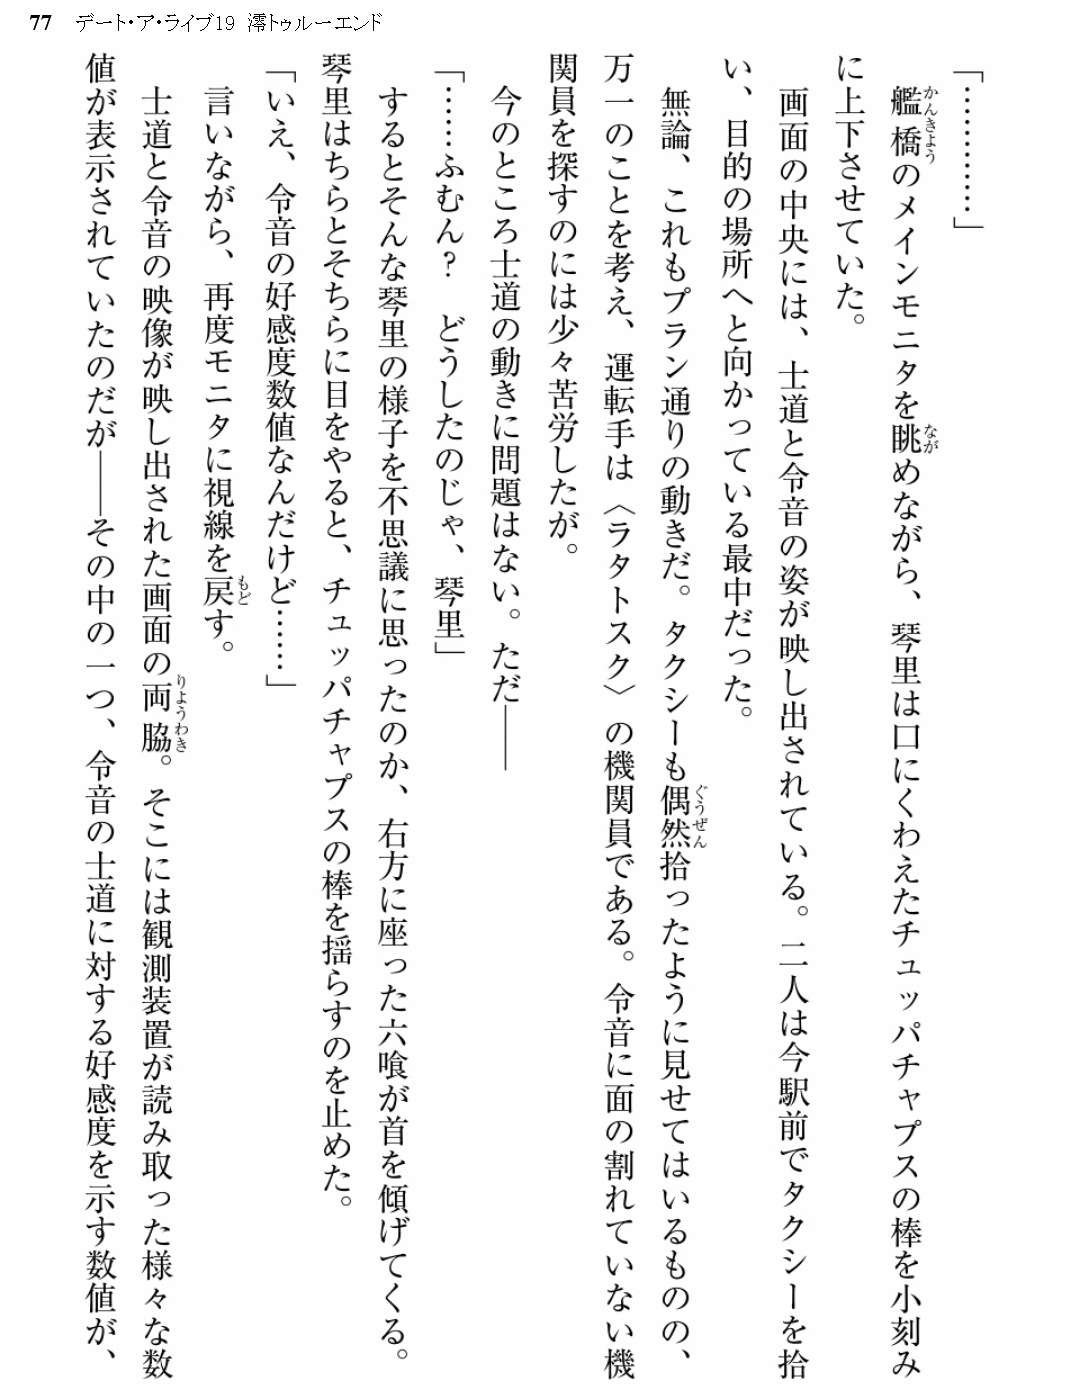 77 デート・ア・ライブ19 澪トゥルーエンド
「…………」
艦橋のメインモニタを眺めながら、琴里は口にくわえたチュッパチャプスの棒を小刻み
に上下させていた。
画面の中央には、士道と令音の姿が映し出されている。二人は今駅前でタクシーを拾
い、目的の場所へと向かっている最中だった。
無論、これもプラン通りの動きだ。タクシーも偶然拾ったように見せてはいるものの、
万一のことを考え、運転手は〈ラタトスク〉の機関員である。令音に面の割れていない機
関員を探すのには少々苦労したが。
今のところ士道の動きに問題はない。ただ――
「……ふむん? どうしたのじゃ、琴里」
するとそんな琴里の様子を不思議に思ったのか、右方に座った六喰が首を傾げてくる。
琴里はちらとそちらに目をやると、チュッパチャプスの棒を揺らすのを止めた。
「いえ、令音の好感度数値なんだけど……」
言いながら、再度モニタに視線を戻す。
士道と令音の映像が映し出された画面の両脇。そこには観測装置が読み取った様々な数
値が表示されていたのだが――その中の一つ、令音の士道に対する好感度を示す数値が、
かんきよう
なが
ぐうぜん
もど
りようわき